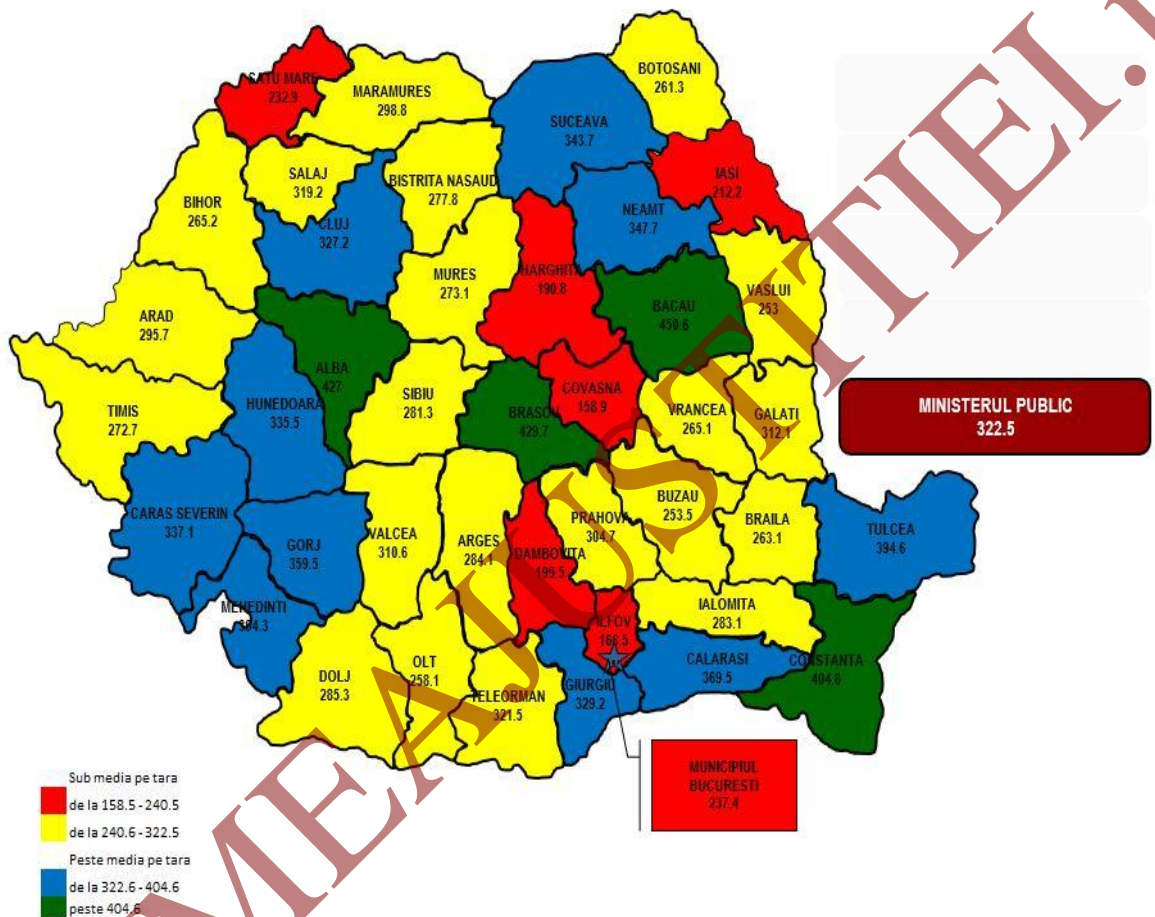 BOTOSANI
261.3
SATU MARE
232.9
MARAMURES
298.8
SUCEAVA
343.7
IASI
212.2
SALAJ
319.2
BISTRITA NASAUD
277.8
BIHOR
265.2
CLUJ
327.2
NEAMT
347.7
MURES
273.1
HARGHITA
190.8
BACAU
450.6
VASLUI
253
ARAD
295.7
ALBA
427
SIBIU
281.3
BRASOV
429.7
COVASNA
158.9
VRANCEA
265.1
GALATI
312.1
MINISTERUL PUBLIC
322.5
TIMIS
272.7
HUNEDOARA
335.5
CARAS SEVERIN
337.1
GORJ
359.5
VALCEA
310.6
ARGES
284.1
DAMBOVITA
199.5
PRAHOVA
304.7
BUZAU
253.5
BRAILA
263.1
TULCEA
394.6
MEHEDINTI
DOLJ
285.3
OLT
258.1
TELEORMAN
321.5
GIURGIU
329.2
ILFOV
IALOMITA
283.1
CALARASI
369.5
CONSTANTA
404.8
MUNICIPIUL
BUCURESTI
237.4
Sub media pe tara
de la 158.5 - 240.5
de la 240.6 - 322.5
Peste media pe tara
de la 322.6 - 404.6
peste 404.6
MEAJUSTITIEI.